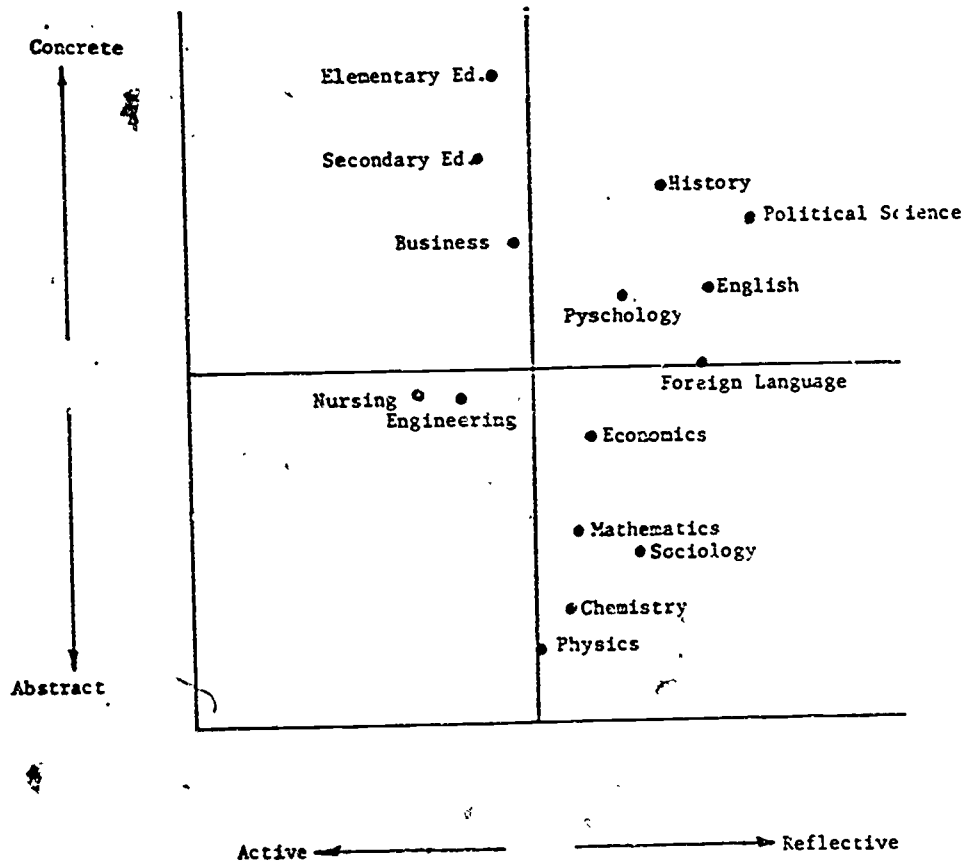 Concrete
Elementary Ed.
Secondary Ed.
History
Political Science
Business
English
Pyschology
Foreign Language
Nursing
Engineering
Economics
Mathematics
Sociology
Chemistry
Physics
Abstract
Active
Reflective